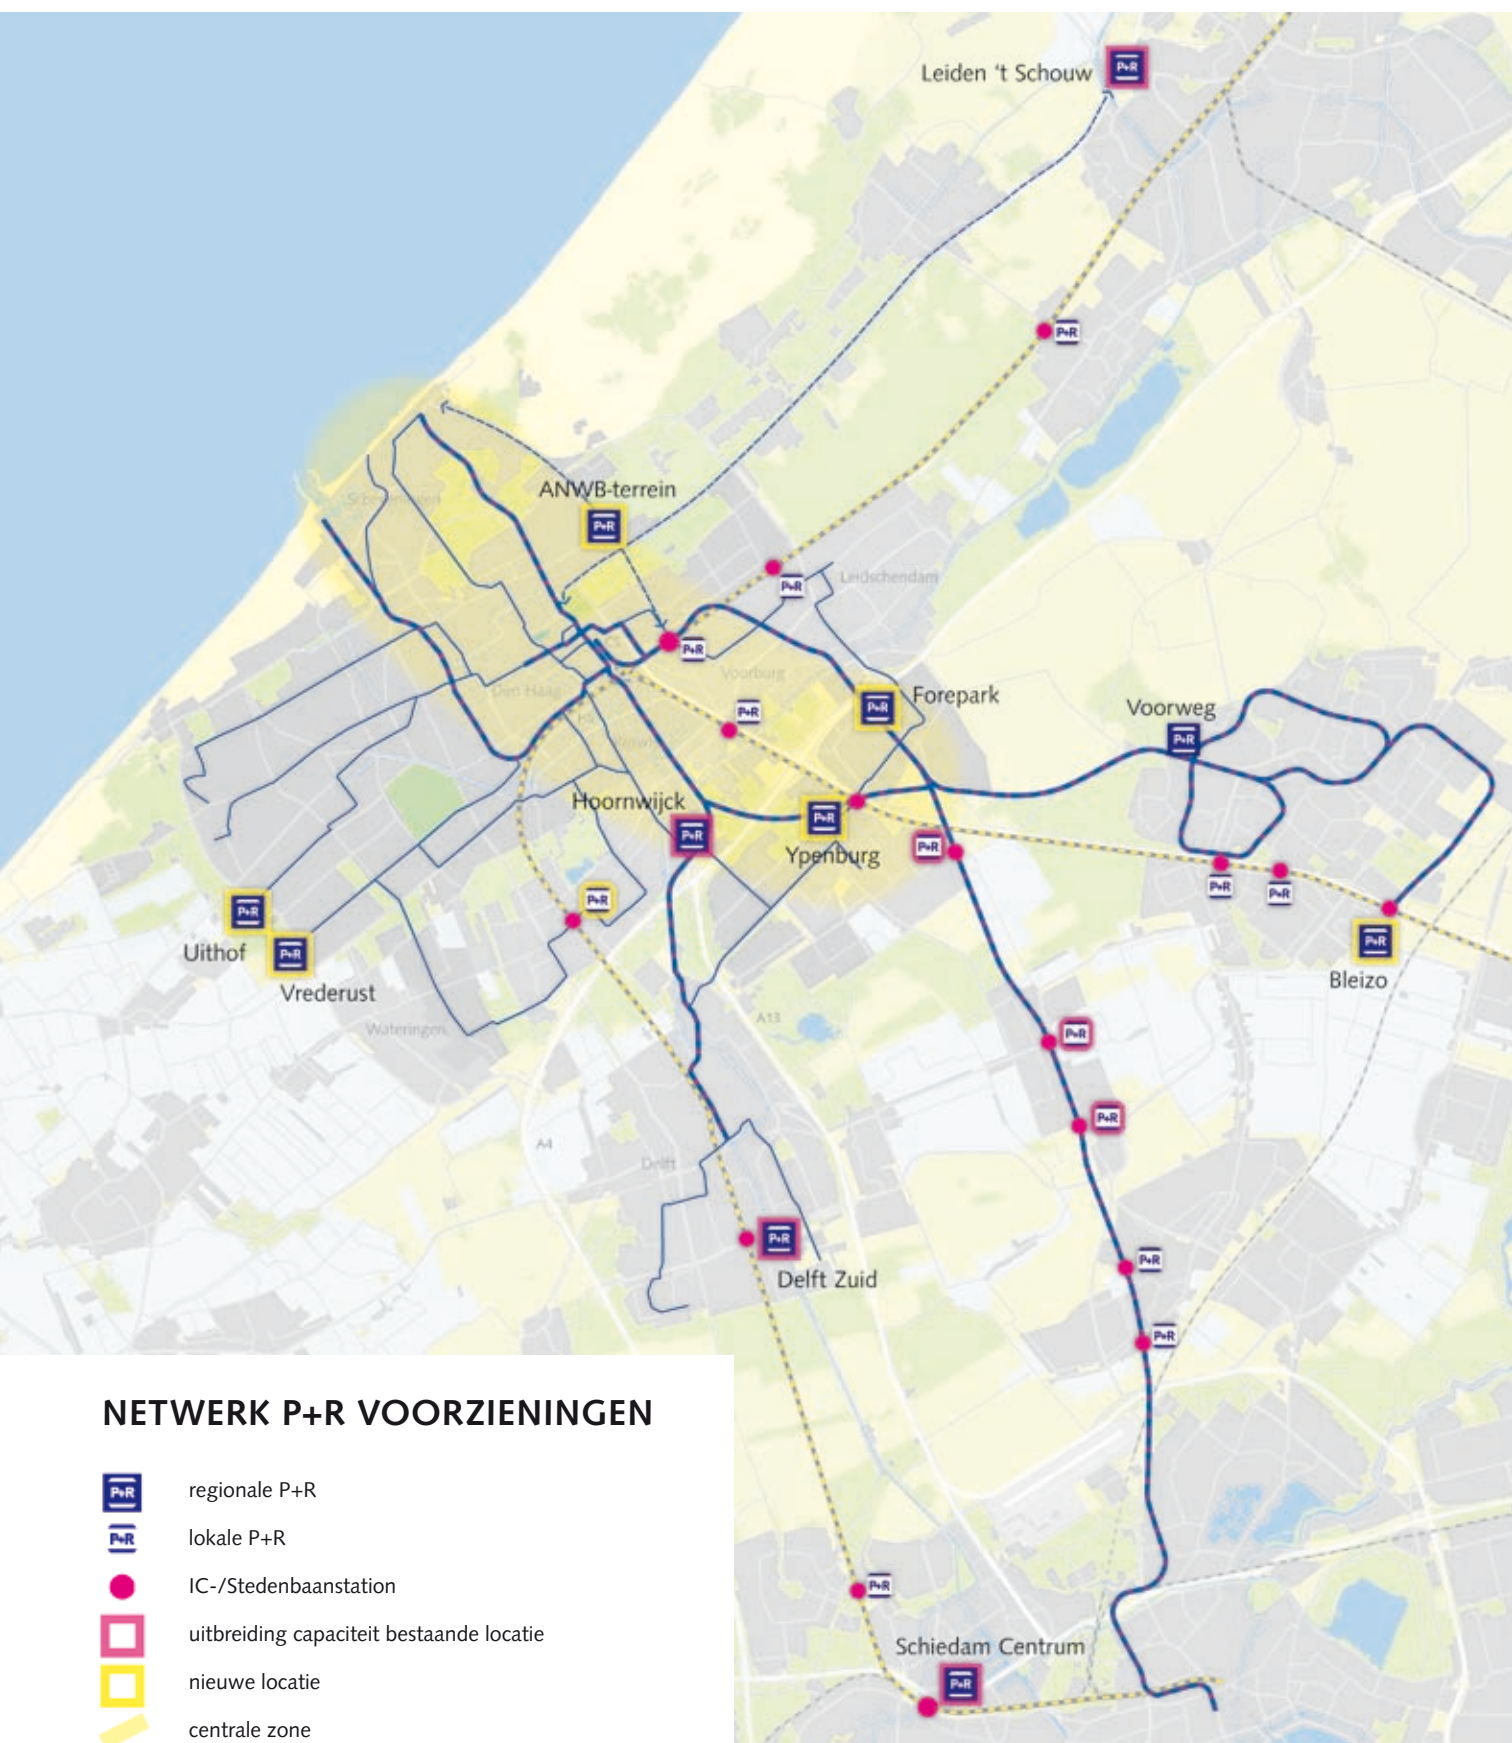 Leiden 't Schouw
P+R
P+R
Scheveningen
ANWB-terrein
P+R
P+R
Leidschendam
P+R
Voorburg
Den Haag
P+R
Forepark
P+R
Voorweg
P+R
Hoornwijck
P+R
P+R
Ypenburg
P+R
P+R
P+R
P+R
P+R
Uithof
P+R
Vrederust
P+R
Bleizo
Wateringen
A13
P+R
P+R
A4
Delft
P+R
Delft Zuid
P+R
P+R
P+R
Schiedam Centrum
P+R
NETWERK P+R VOORZIENINGEN
P+R regionale P+R
P+R lokale P+R
IC-/Stedenbaanstation
uitbreiding capaciteit bestaande locatie
nieuwe locatie
centrale zone